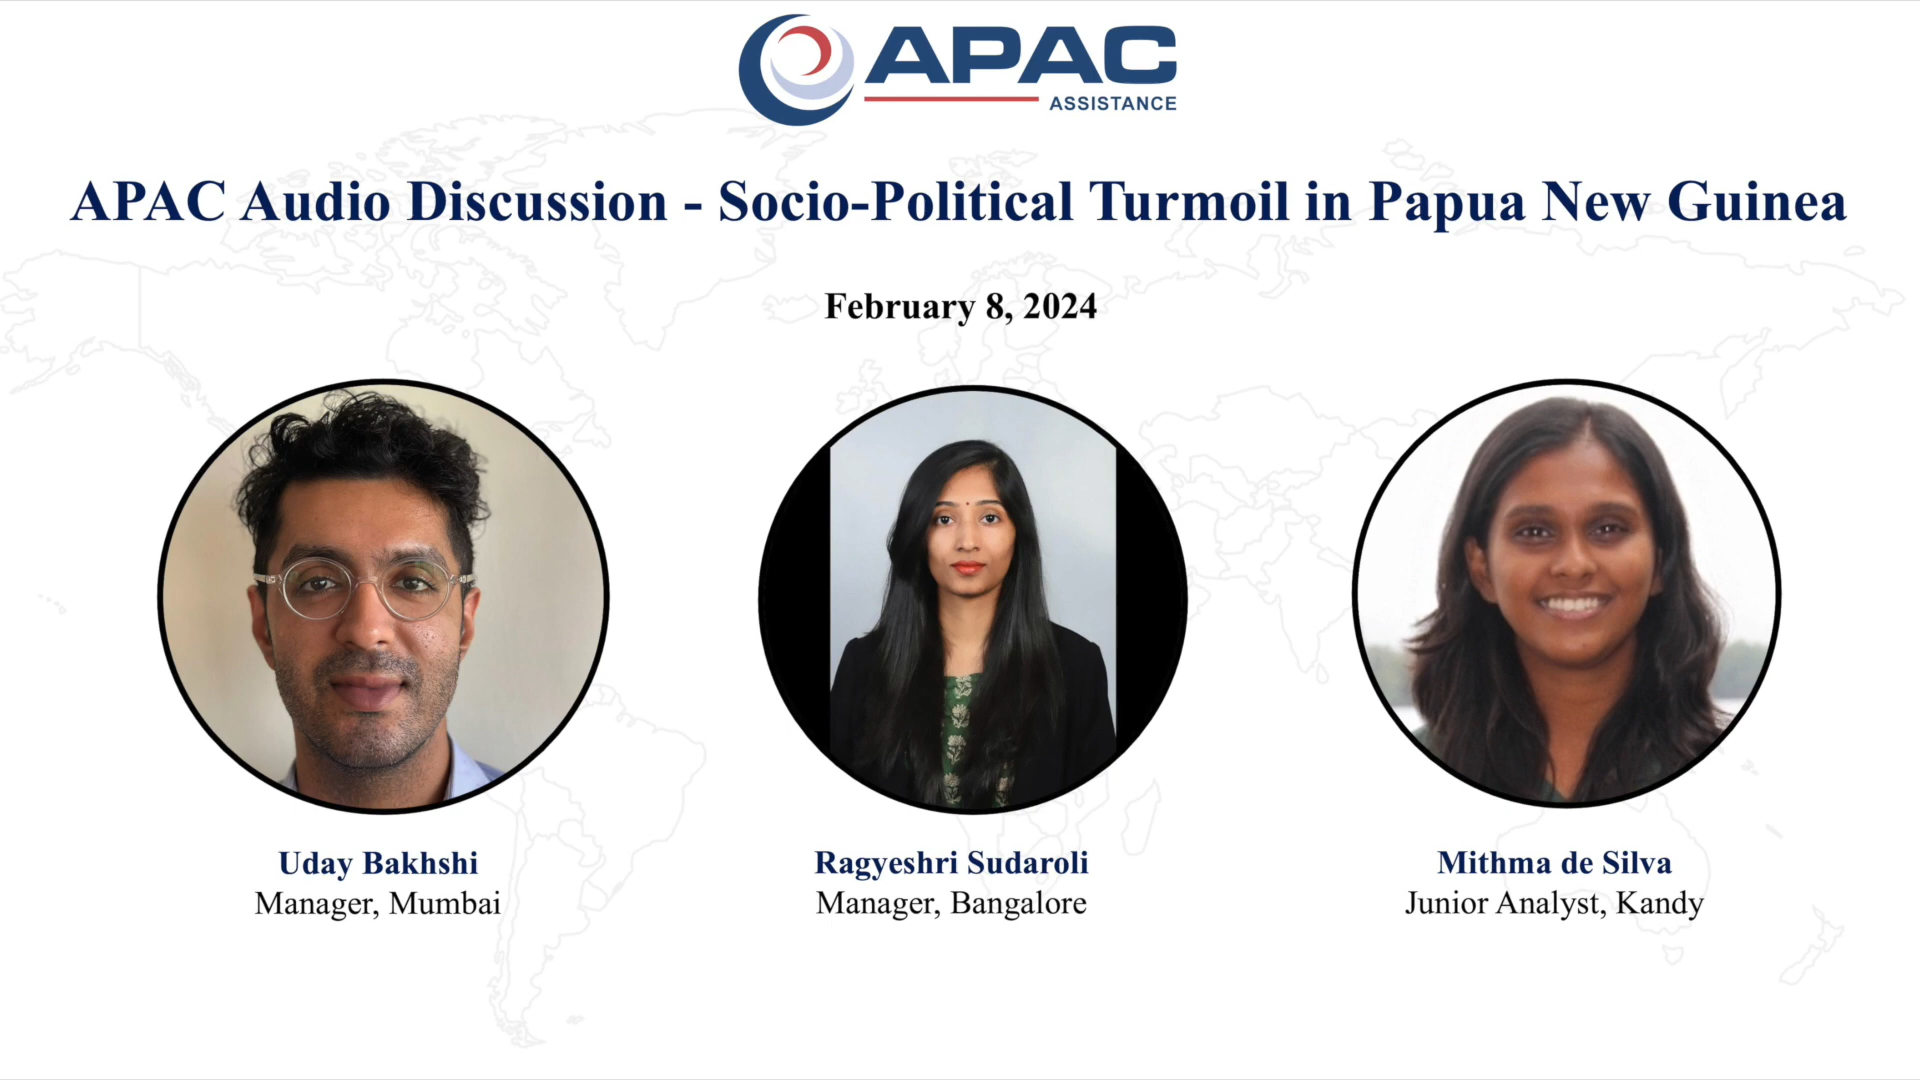 APAC
ASSISTANCE
APAC Audio Discussion - Socio-Political Turmoil in Papua New Guinea
February 8, 2024
Uday Bakhshi
Manager, Mumbai
Ragyeshri Sudaroli
Manager, Bangalore
Mithma de Silva
Junior Analyst, Kandy